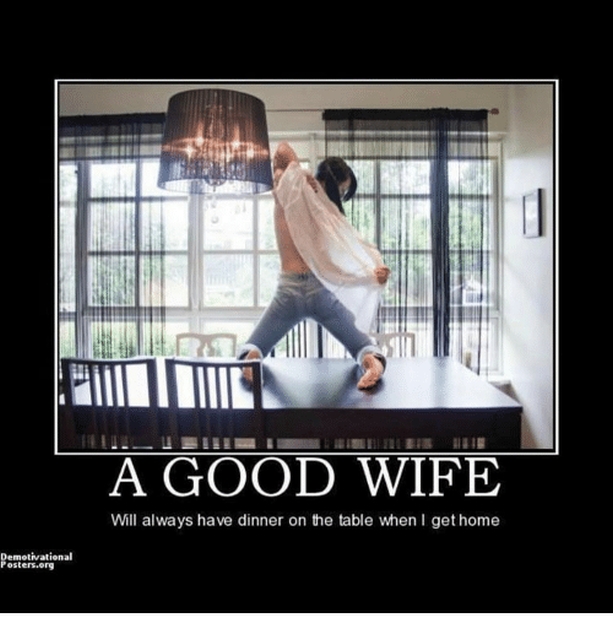 A GOOD WIFE
Will always have dinner on the table when I get home
Demotivational
Posters.org